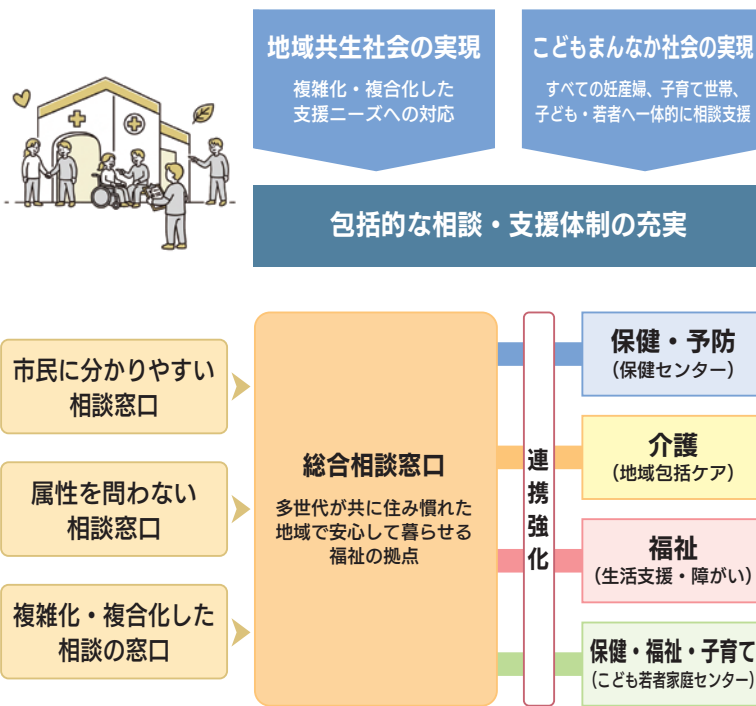 地域共生社会の実現
複雑化・複合化した
支援ニーズへの対応
こどもまんなか社会の実現
すべての妊産婦、子育て世帯、
子ども・若者へ一体的に相談支援
包括的な相談・支援体制の充実
市民に分かりやすい
相談窓口
属性を問わない
相談窓口
複雑化・複合化した
相談の窓口
総合相談窓口
多世代が共に住み慣れた
地域で安心して暮らせる
福祉の拠点
連携強化
保健・予防
（保健センター）
介護
（地域包括ケア）
福祉
（生活支援・障がい）
保健・福祉・子育て
（こども若者家庭センター）